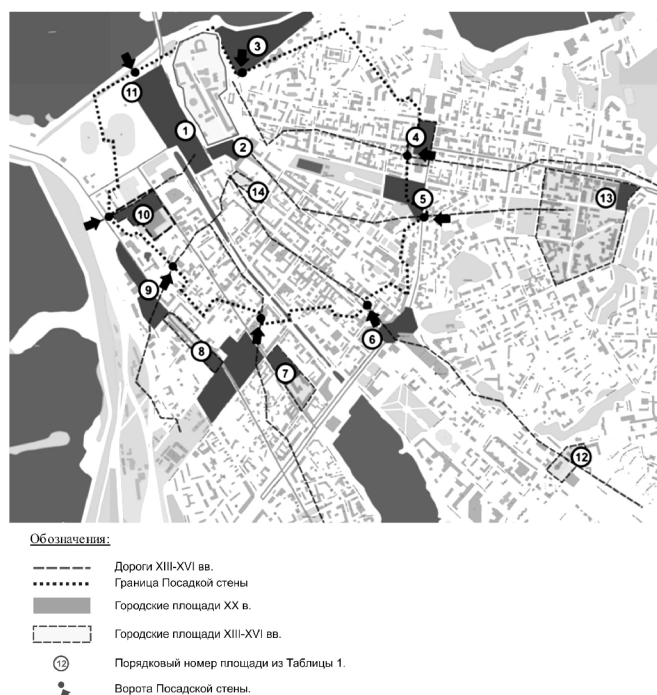 3
11
1
4
2
14
5
13
10
9
8
7
6
12
Обозначения:
Дороги XIII-XVI вв.
Граница Посадкой стены
Городские площади XX в.
Городские площади XIII-XVI вв.
12 Порядковый номер площади из Таблицы 1.
Ворота Посадской стены.